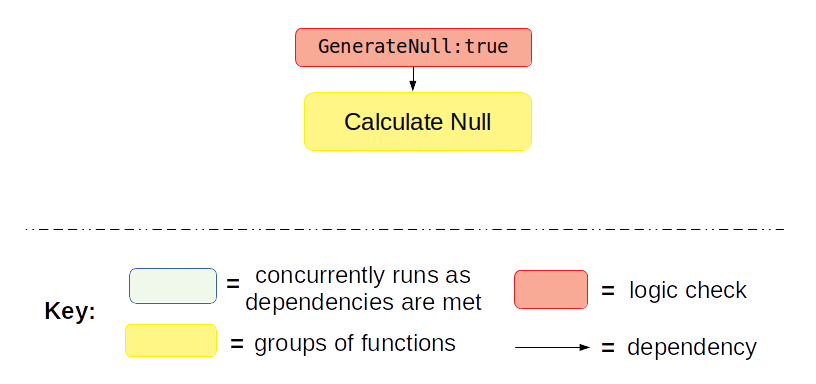 GenerateNull:true
Calculate Null
Key:
= concurrently runs as
dependencies are met
= logic check
= groups of functions
= dependency